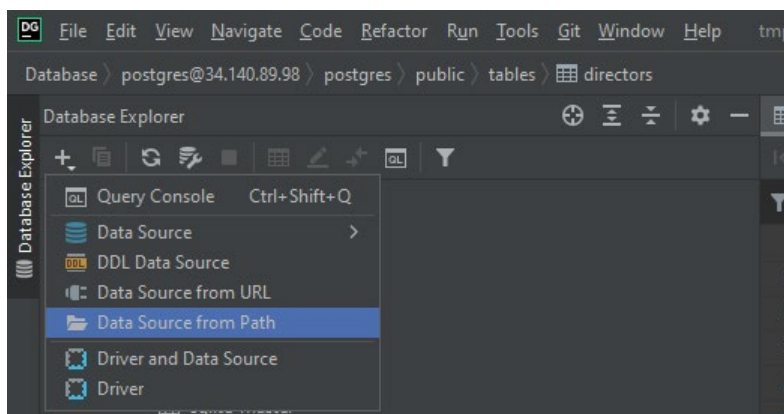 DG File Edit View Navigate Code Refactor Run Tools Git Window Help tmp
Database postgres@34.140.89.98 postgres public tables directors
Database Explorer
Database Explorer
QL
QL Query Console Ctrl+Shift+Q
Data Source
DDL DDL Data Source
Data Source from URL
Data Source from Path
Driver and Data Source
Driver